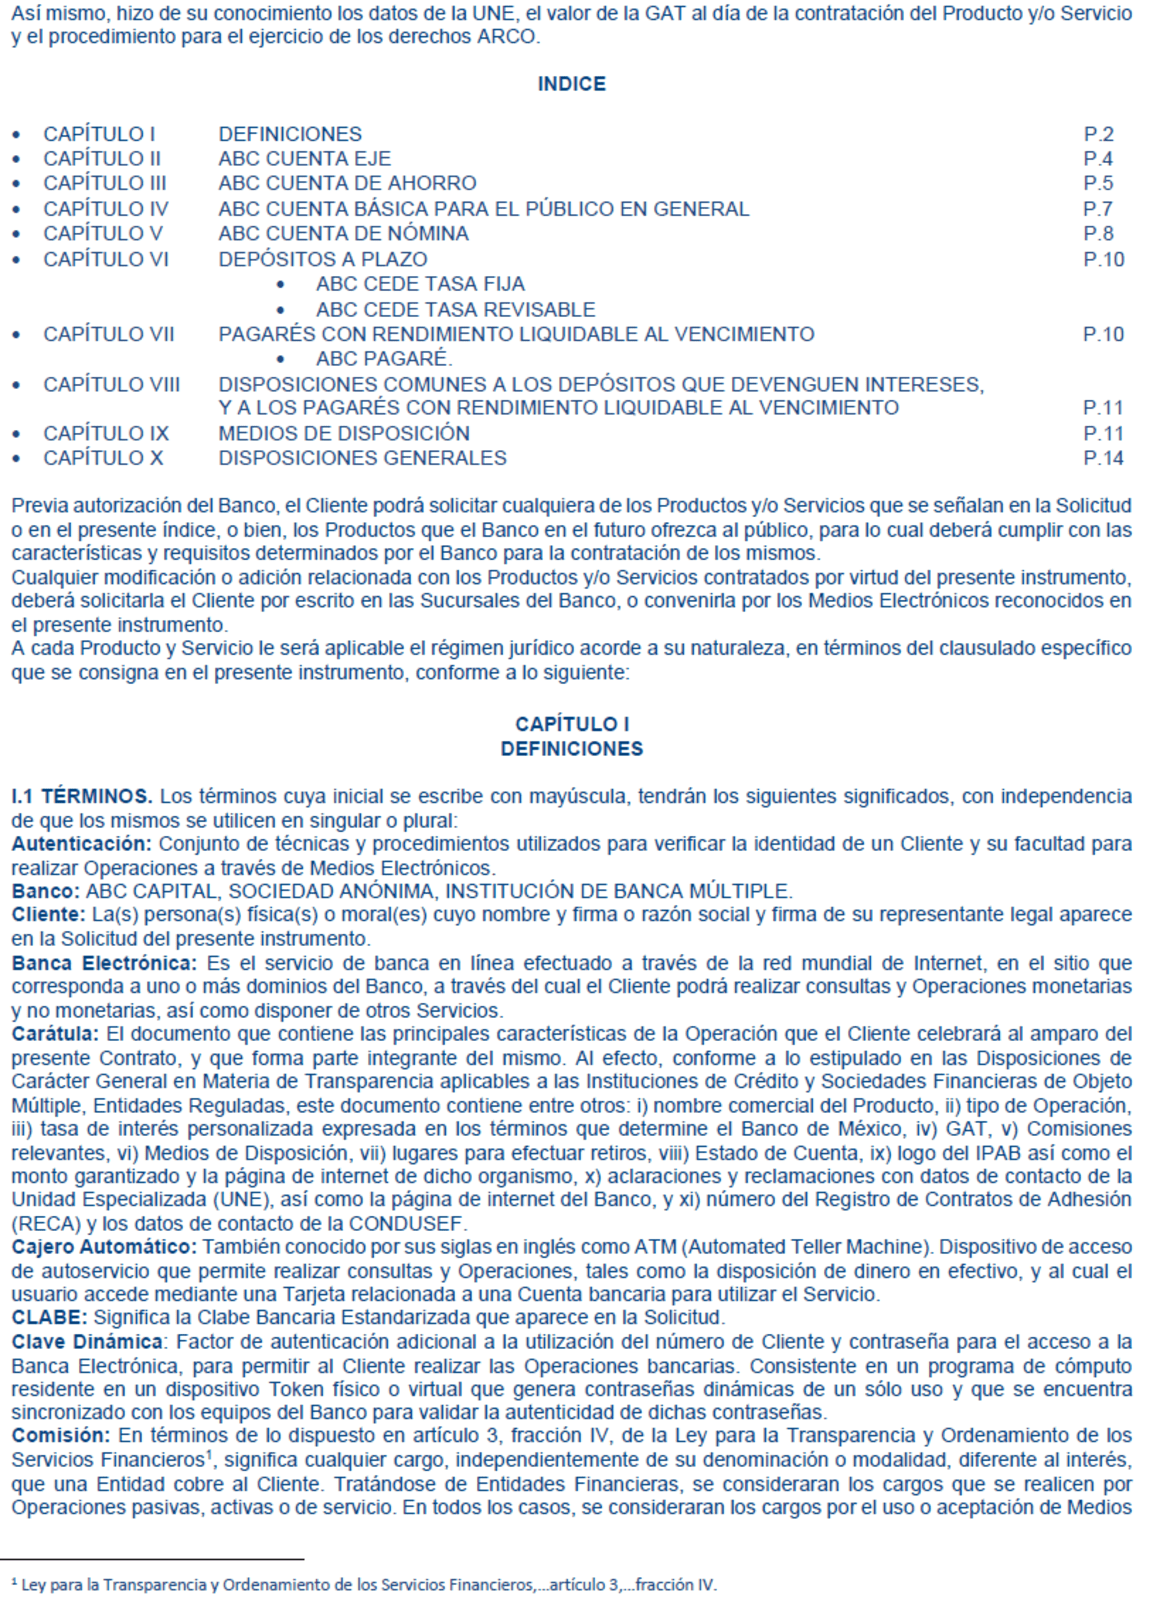 Así mismo, hizo de su conocimiento los datos de la UNE, el valor de la GAT al día de la contratación del Producto y/o Servicio
y el procedimiento para el ejercicio de los derechos ARCO.
INDICE
• CAPÍTULO I DEFINICIONES P.2
• CAPÍTULO II ABC CUENTA EJE P.4
• CAPÍTULO III ABC CUENTA DE AHORRO P.5
• CAPÍTULO IV ABC CUENTA BÁSICA PARA EL PÚBLICO EN GENERAL P.7
• CAPÍTULO V ABC CUENTA DE NÓMINA P.8
• CAPÍTULO VI DEPÓSITOS A PLAZO P.10
• ABC CEDE TASA FIJA
• ABC CEDE TASA REVISABLE
• CAPÍTULO VII PAGARÉS CON RENDIMIENTO LIQUIDABLE AL VENCIMIENTO P.10
• ABC PAGARÉ.
• CAPÍTULO VIII DISPOSICIONES COMUNES A LOS DEPÓSITOS QUE DEVENGUEN INTERESES,
Y A LOS PAGARÉS CON RENDIMIENTO LIQUIDABLE AL VENCIMIENTO P.11
• CAPÍTULO IX MEDIOS DE DISPOSICIÓN P.11
• CAPÍTULO X DISPOSICIONES GENERALES P.14
Previa autorización del Banco, el Cliente podrá solicitar cualquiera de los Productos y/o Servicios que se señalan en la Solicitud
o en el presente índice, o bien, los Productos que el Banco en el futuro ofrezca al público, para lo cual deberá cumplir con las
características y requisitos determinados por el Banco para la contratación de los mismos.
Cualquier modificación o adición relacionada con los Productos y/o Servicios contratados por virtud del presente instrumento,
deberá solicitarla el Cliente por escrito en las Sucursales del Banco, o convenirla por los Medios Electrónicos reconocidos en
el presente instrumento.
A cada Producto y Servicio le será aplicable el régimen jurídico acorde a su naturaleza, en términos del clausulado específico
que se consigna en el presente instrumento, conforme a lo siguiente:
CAPÍTULO I
DEFINICIONES
I.1 TÉRMINOS. Los términos cuya inicial se escribe con mayúscula, tendrán los siguientes significados, con independencia
de que los mismos se utilicen en singular o plural:
Autenticación: Conjunto de técnicas y procedimientos utilizados para verificar la identidad de un Cliente y su facultad para
realizar Operaciones a través de Medios Electrónicos.
Banco: ABC CAPITAL, SOCIEDAD ANÓNIMA, INSTITUCIÓN DE BANCA MÚLTIPLE.
Cliente: La(s) persona(s) física(s) o moral(es) cuyo nombre y firma o razón social y firma de su representante legal aparece
en la Solicitud del presente instrumento.
Banca Electrónica: Es el servicio de banca en línea efectuado a través de la red mundial de Internet, en el sitio que
corresponda a uno o más dominios del Banco, a través del cual el Cliente podrá realizar consultas y Operaciones monetarias
y no monetarias, así como disponer de otros Servicios.
Carátula: El documento que contiene las principales características de la Operación que el Cliente celebrará al amparo del
presente Contrato, y que forma parte integrante del mismo. Al efecto, conforme a lo estipulado en las Disposiciones de
Carácter General en Materia de Transparencia aplicables a las Instituciones de Crédito y Sociedades Financieras de Objeto
Múltiple, Entidades Reguladas, este documento contiene entre otros: i) nombre comercial del Producto, ii) tipo de Operación,
iii) tasa de interés personalizada expresada en los términos que determine el Banco de México, iv) GAT, v) Comisiones
relevantes, vi) Medios de Disposición, vii) lugares para efectuar retiros, viii) Estado de Cuenta, ix) logo del IPAB así como el
monto garantizado y la página de internet de dicho organismo, x) aclaraciones y reclamaciones con datos de contacto de la
Unidad Especializada (UNE), así como la página de internet del Banco, y xi) número del Registro de Contratos de Adhesión
(RECA) y los datos de contacto de la CONDUSEF.
Cajero Automático: También conocido por sus siglas en inglés como ATM (Automated Teller Machine). Dispositivo de acceso
de autoservicio que permite realizar consultas y Operaciones, tales como la disposición de dinero en efectivo, y al cual el
usuario accede mediante una Tarjeta relacionada a una Cuenta bancaria para utilizar el Servicio.
CLABE: Significa la Clabe Bancaria Estandarizada que aparece en la Solicitud.
Clave Dinámica: Factor de autenticación adicional a la utilización del número de Cliente y contraseña para el acceso a la
Banca Electrónica, para permitir al Cliente realizar las Operaciones bancarias. Consistente en un programa de cómputo
residente en un dispositivo Token físico o virtual que genera contraseñas dinámicas de un sólo uso y que se encuentra
sincronizado con los equipos del Banco para validar la autenticidad de dichas contraseñas.
Comisión: En términos de lo dispuesto en artículo 3, fracción IV, de la Ley para la Transparencia y Ordenamiento de los
Servicios Financieros¹, significa cualquier cargo, independientemente de su denominación o modalidad, diferente al interés,
que una Entidad cobre al Cliente. Tratándose de Entidades Financieras, se consideraran los cargos que se realicen por
Operaciones pasivas, activas o de servicio. En todos los casos, se consideraran los cargos por el uso o aceptación de Medios
¹ Ley para la Transparencia y Ordenamiento de los Servicios Financieros,...artículo 3,...fracción IV.